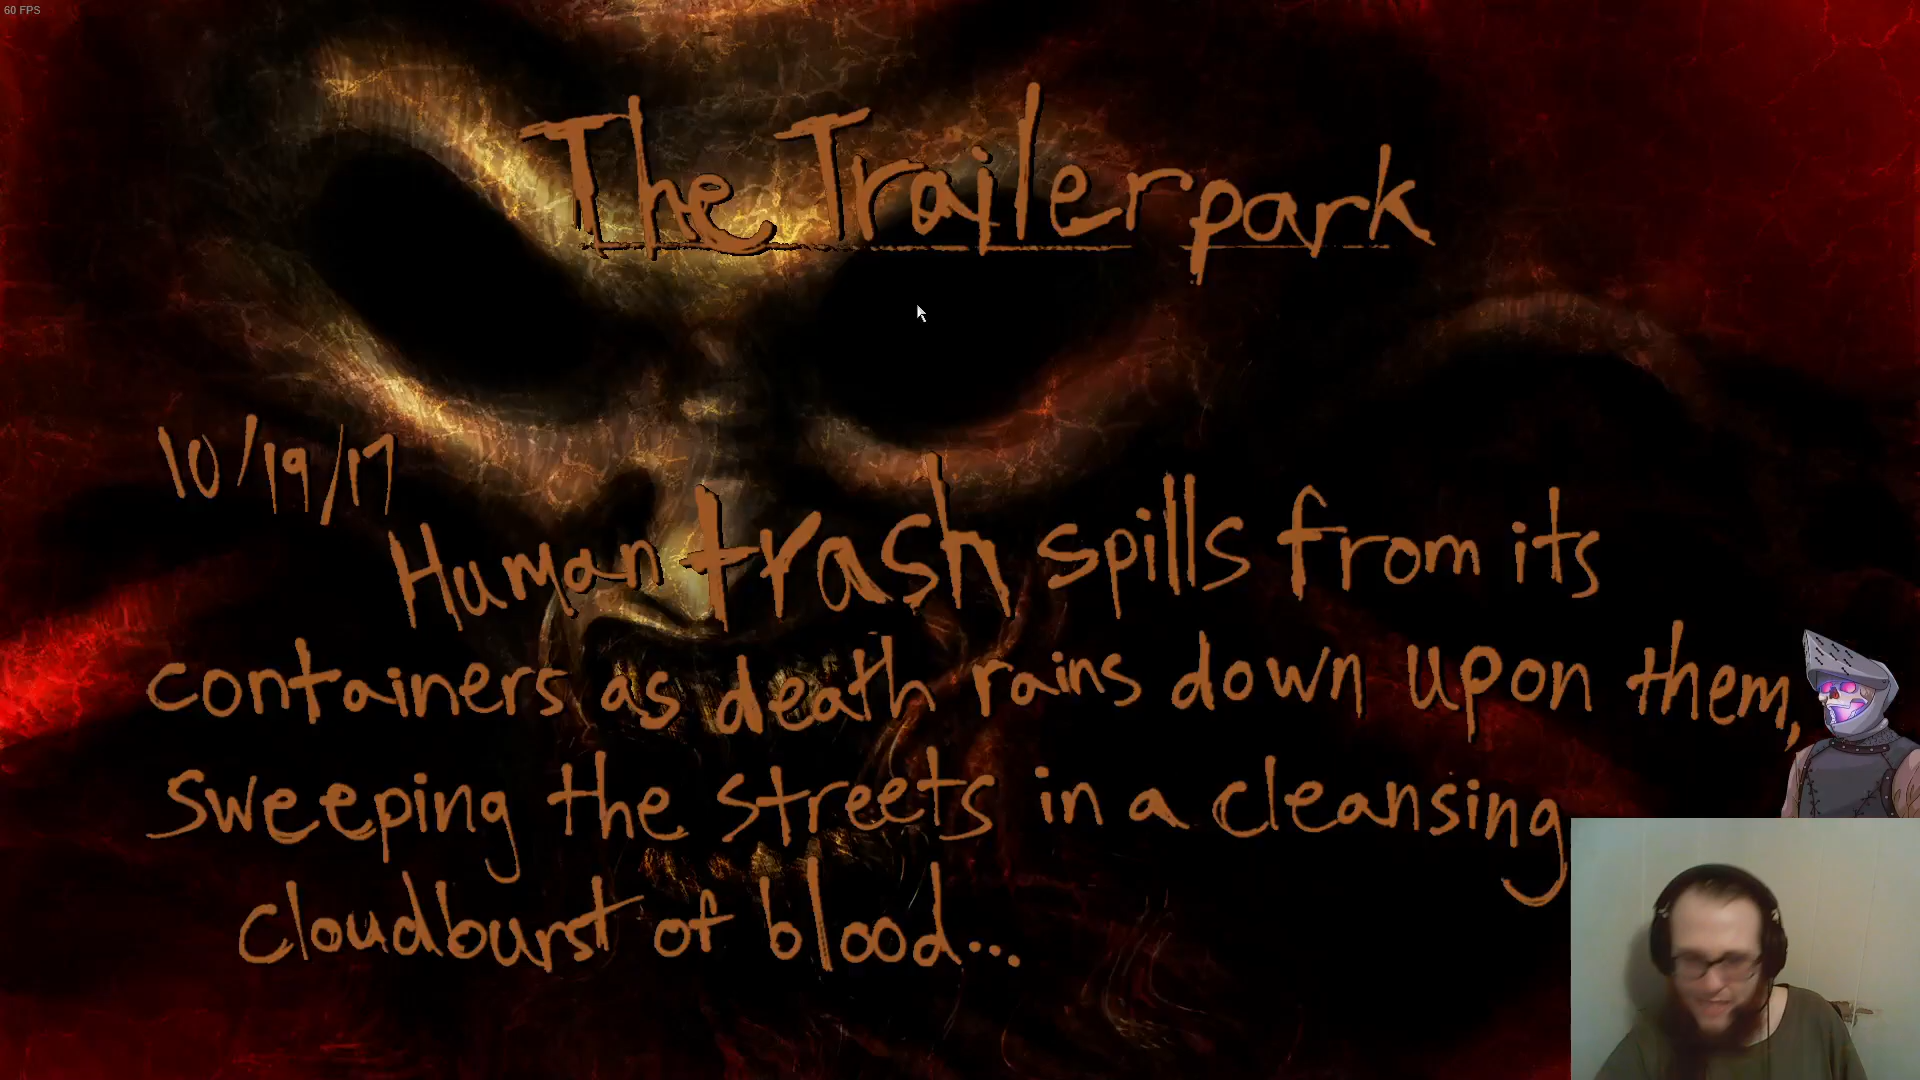 60 FPS
The Trailerpark
10/19/17
Human trash spills from its
containers as death rains down upon them,
sweeping the streets in a cleansing
cloudburst of blood...